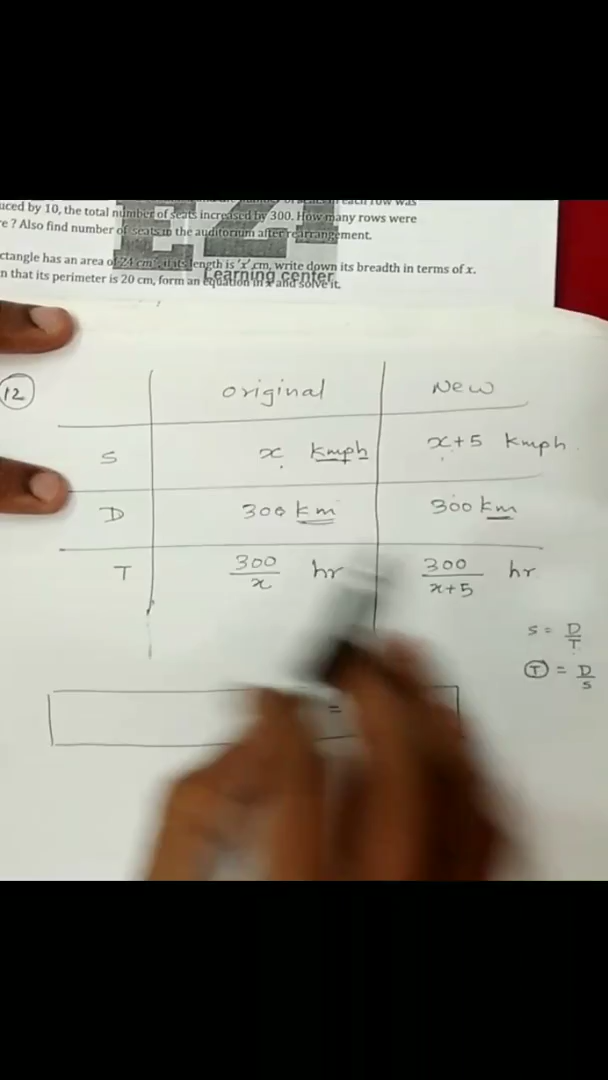 uced by 10, the total number of seats increased by 300. How many rows were
re ? Also find number of seats in the auditorium after rearrangement.
ctangle has an area of 24 cm². If its length is 'x' cm, write down its breadth in terms of x.
n that its perimeter is 20 cm, form an equation in x and solve it.
Learning center
12
original New
S x kmph x+5 kmph
D 300 km 300 km
T 300/x hr 300/x+5 hr
S = D/T
T = D/S
=